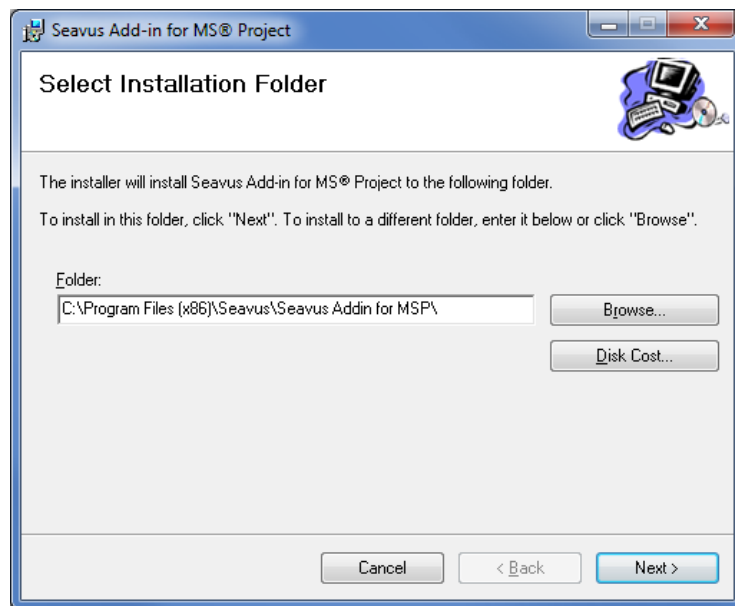 Seavus Add-in for MS® Project
Select Installation Folder
The installer will install Seavus Add-in for MS® Project to the following folder.
To install in this folder, click "Next". To install to a different folder, enter it below or click "Browse".
Folder:
C:\Program Files (x86)\Seavus\Seavus Addin for MSP\
Browse...
Disk Cost...
Cancel
< Back
Next >